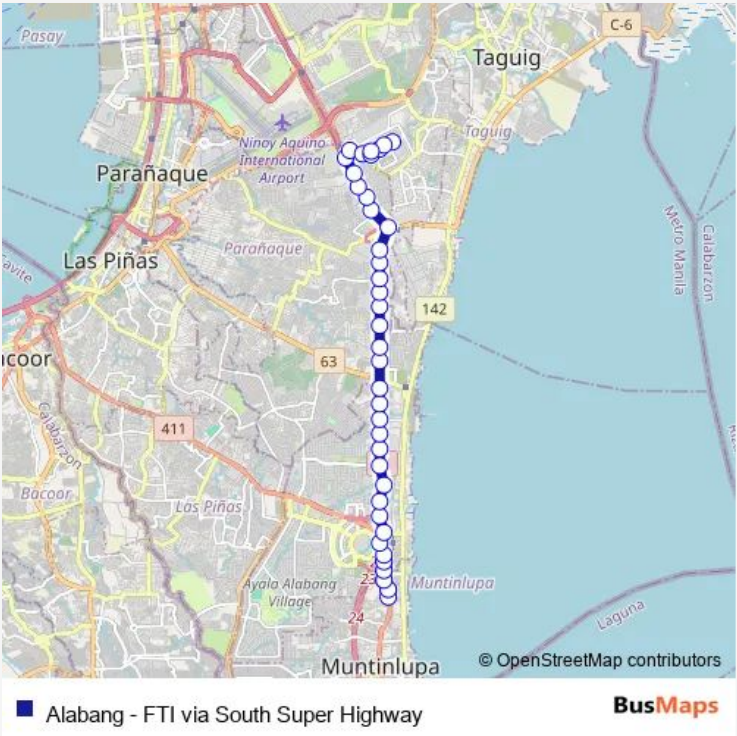 C-6
Pasay
Taguig
Taguig
Ninoy Aquino
International
Airport
Parañaque
Parañaque
Las Piñas
Cavite
Metro Manila
Calabarzon
142
acoor
63
411
Calabarzon
Bacoor
Las Piñas
Ayala Alabang
Village
23
24
Muntinlupa
Laguna
Muntinlupa
© OpenStreetMap contributors
Alabang - FTI via South Super Highway
BusMaps